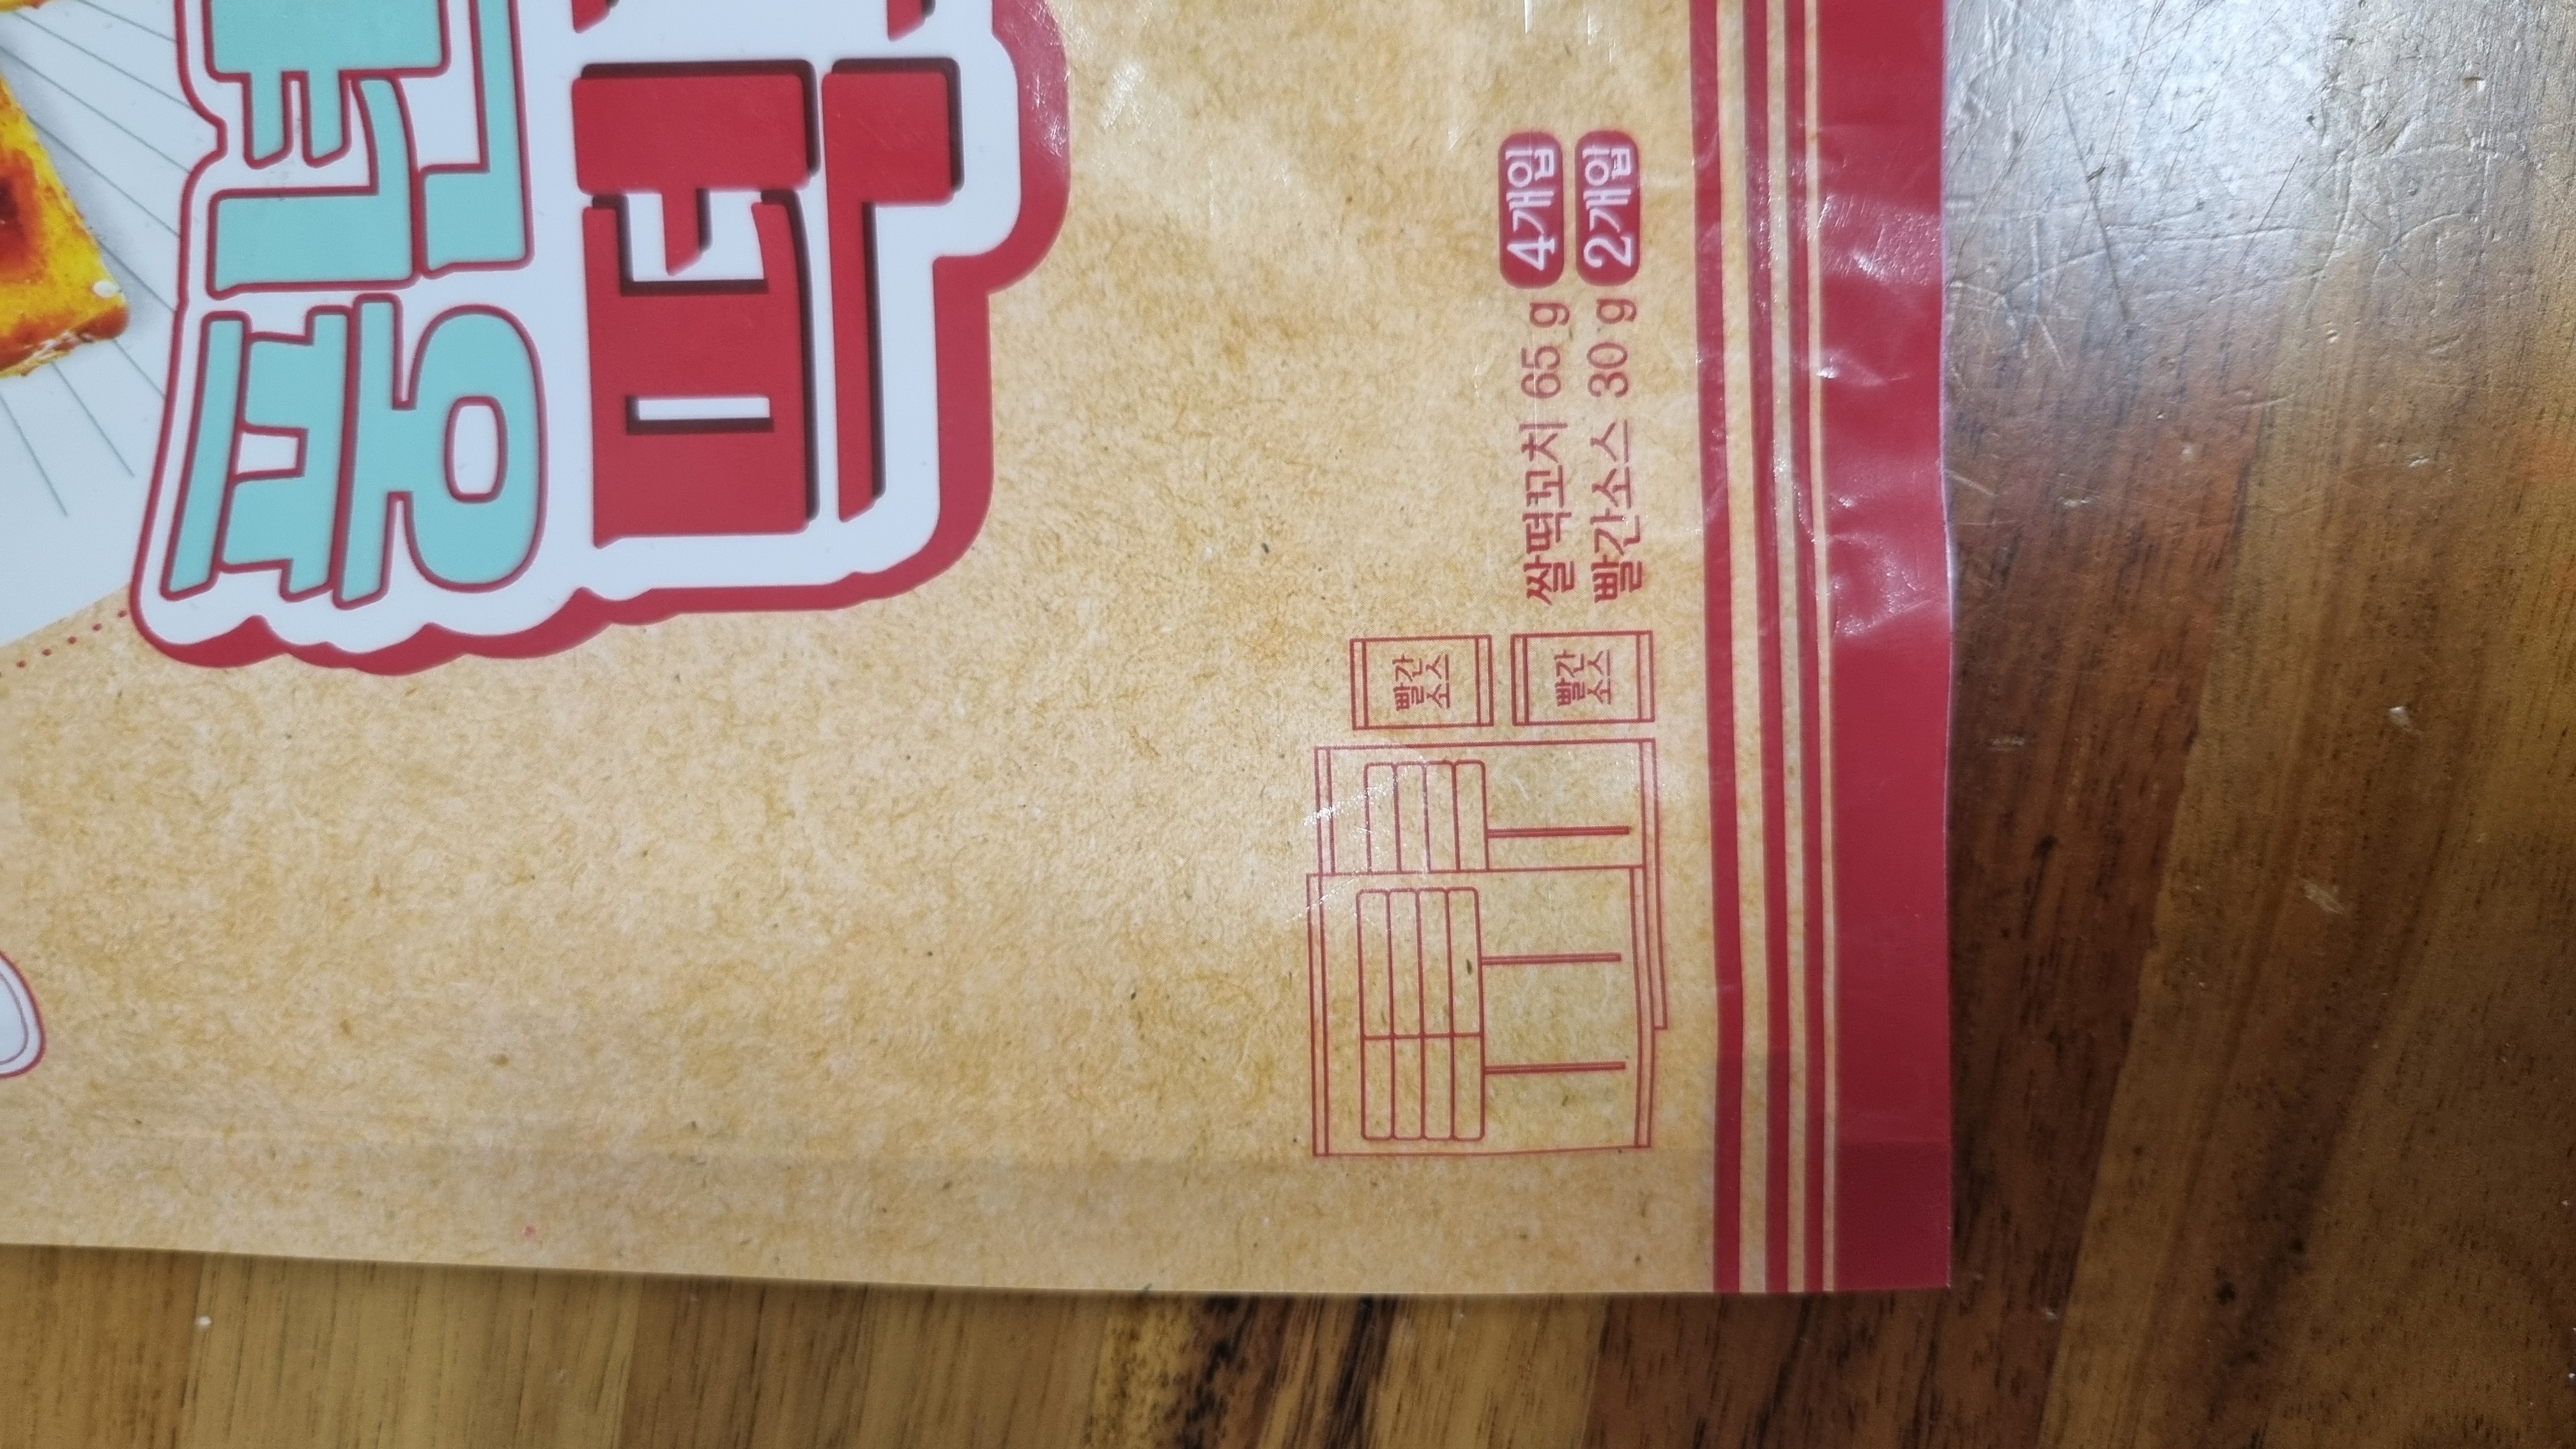 퐁
쌀떡꼬치 65 g 4개입
빨간소스 30 g 2개입
빨간
소스
빨간
소스